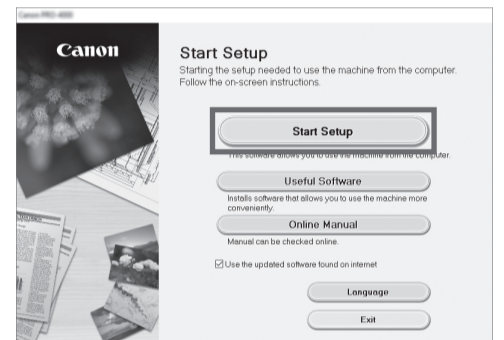 Canon PRO-4000
Canon
Start Setup
Starting the setup needed to use the machine from the computer.
Follow the on-screen instructions.
Start Setup
This software allows you to use the machine from the computer.
Useful Software
Installs software that allows you to use the machine more
conveniently.
Online Manual
Manual can be checked online.
Use the updated software found on internet
Language
Exit